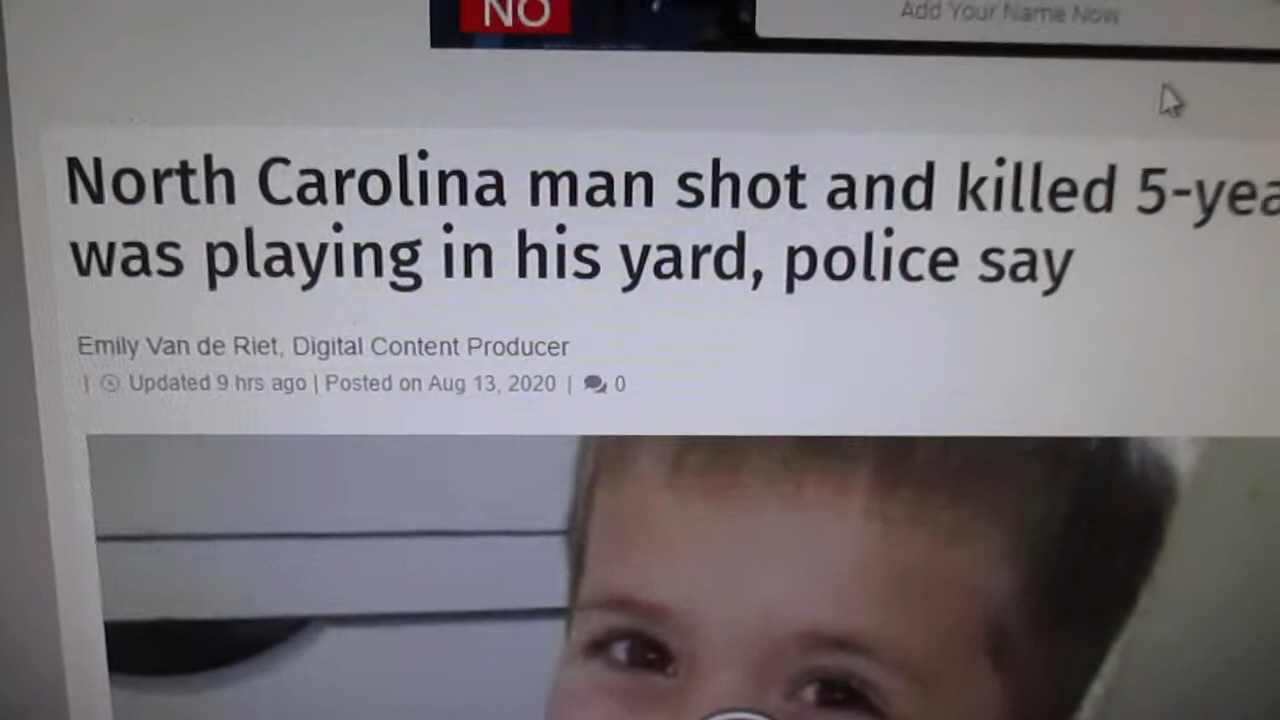 NO
Add Your Name Now
North Carolina man shot and killed 5-yea
was playing in his yard, police say
Emily Van de Riet, Digital Content Producer
| Updated 9 hrs ago | Posted on Aug 13, 2020 | 0